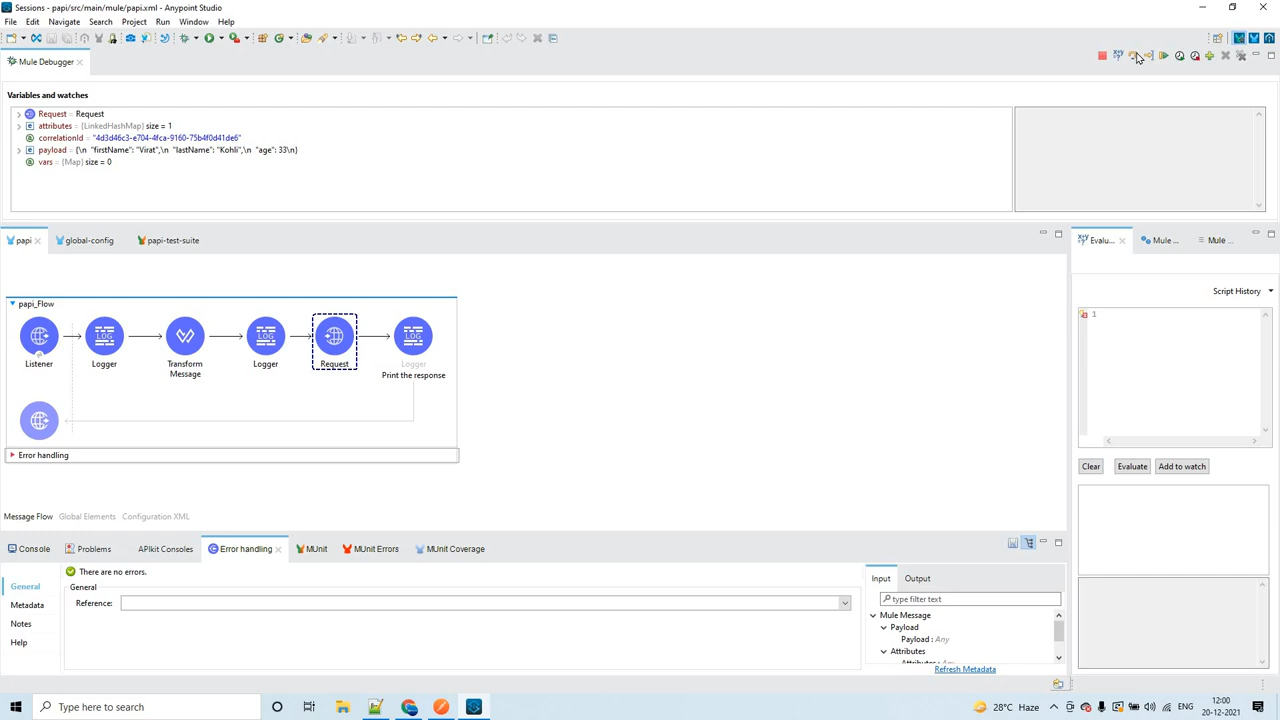 Sessions - papi/src/main/mule/papi.xml - Anypoint Studio
File Edit Navigate Search Project Run Window Help
Mule Debugger
Variables and watches
Request = Request
attributes = {LinkedHashMap} size = 1
correlationId = "4d3d46c3-e704-4fca-9160-75b4f0d41de6"
payload = {\n "firstName": "Virat",\n "lastName": "Kohli",\n "age": 33\n}
vars = {Map} size = 0
papi global-config papi-test-suite
Evalu... Mule ... Mule ...
Script History
1
papi_Flow
LOG LOG LOG
Listener Logger Transform Message Logger Request Logger
Print the response
Error handling
Clear Evaluate Add to watch
Message Flow Global Elements Configuration XML
Console Problems APIkit Consoles Error handling MUnit MUnit Errors MUnit Coverage
There are no errors.
General
Metadata
Notes
Help
General
Reference:
Input Output
type filter text
Mule Message
Payload
Payload : Any
Attributes
Attributes : Any
Refresh Metadata
Type here to search
28°C Haze
ENG
12:00
20-12-2021